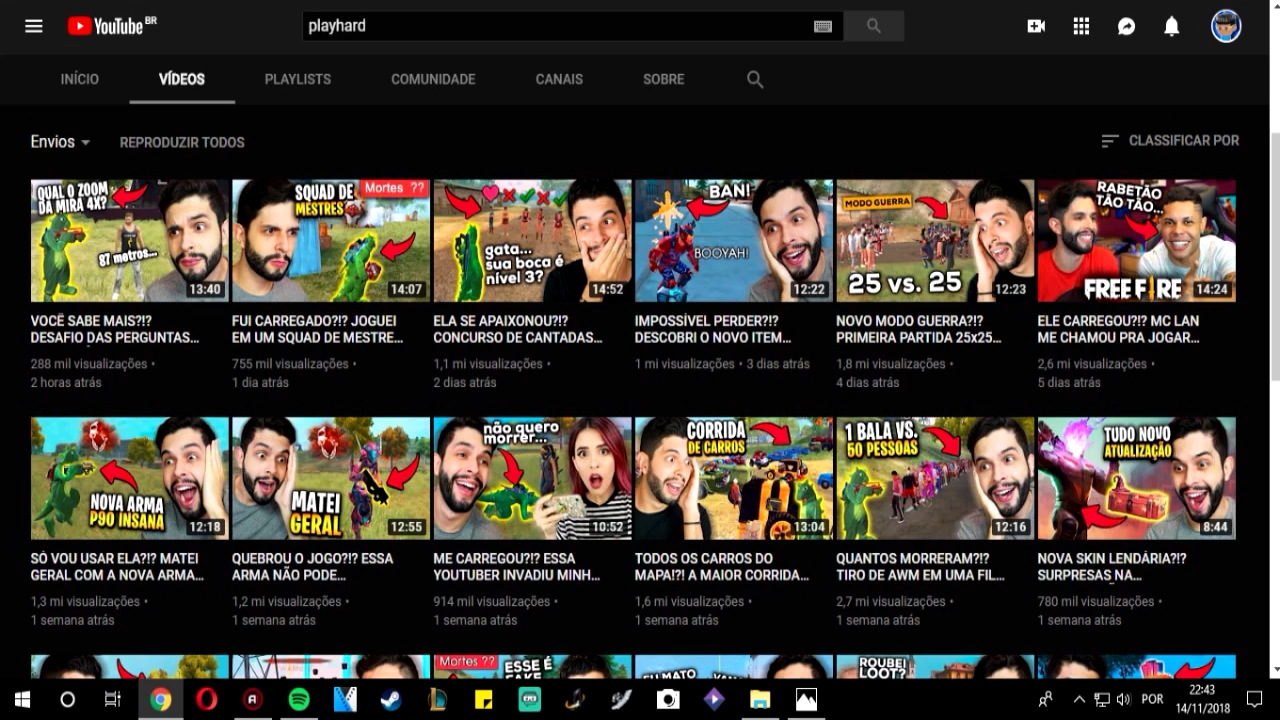 YouTube BR
playhard
INÍCIO VÍDEOS PLAYLISTS COMUNIDADE CANAIS SOBRE
Envios REPRODUZIR TODOS CLASSIFICAR POR
QUAL O ZOOM
DA MIRA 4X?
87 metros...
13:40
SQUAD DE
MESTRES
Mortes ??
14:07
gata...
sua boca é
nível 3?
14:52
BAN!
BOOYAH!
12:22
MODO GUERRA
25 vs. 25
12:23
RABETÃO
TÃO TÃO...
FREE FIRE
14:24
VOCÊ SABE MAIS?!?
DESAFIO DAS PERGUNTAS...
288 mil visualizações •
2 horas atrás
FUI CARREGADO?!? JOGUEI
EM UM SQUAD DE MESTRE...
755 mil visualizações •
1 dia atrás
ELA SE APAIXONOU?!?
CONCURSO DE CANTADAS...
1,1 mi visualizações •
2 dias atrás
IMPOSSÍVEL PERDER?!?
DESCOBRI O NOVO ITEM...
1 mi visualizações • 3 dias atrás
NOVO MODO GUERRA?!?
PRIMEIRA PARTIDA 25x25...
1,8 mi visualizações •
4 dias atrás
ELE CARREGOU?!? MC LAN
ME CHAMOU PRA JOGAR...
2,6 mi visualizações •
5 dias atrás
NOVA ARMA
P90 INSANA
12:18
MATEI
GERAL
12:55
não quero
morrer...
10:52
CORRIDA
DE CARROS
13:04
1 BALA VS.
50 PESSOAS
12:16
TUDO NOVO
ATUALIZAÇÃO
8:44
SÓ VOU USAR ELA?!? MATEI
GERAL COM A NOVA ARMA...
1,3 mi visualizações •
1 semana atrás
QUEBROU O JOGO?!? ESSA
ARMA NÃO PODE...
1,2 mi visualizações •
1 semana atrás
ME CARREGOU?!? ESSA
YOUTUBER INVADIU MINH...
914 mil visualizações •
1 semana atrás
TODOS OS CARROS DO
MAPA!?! A MAIOR CORRIDA...
1,6 mi visualizações •
1 semana atrás
QUANTOS MORRERAM?!?
TIRO DE AWM EM UMA FIL...
2,7 mi visualizações •
1 semana atrás
NOVA SKIN LENDÁRIA?!?
SURPRESAS NA...
780 mil visualizações •
1 semana atrás
Mortes ??
ESSE É
ROUBEI
LOOT?
POR
22:43
14/11/2018